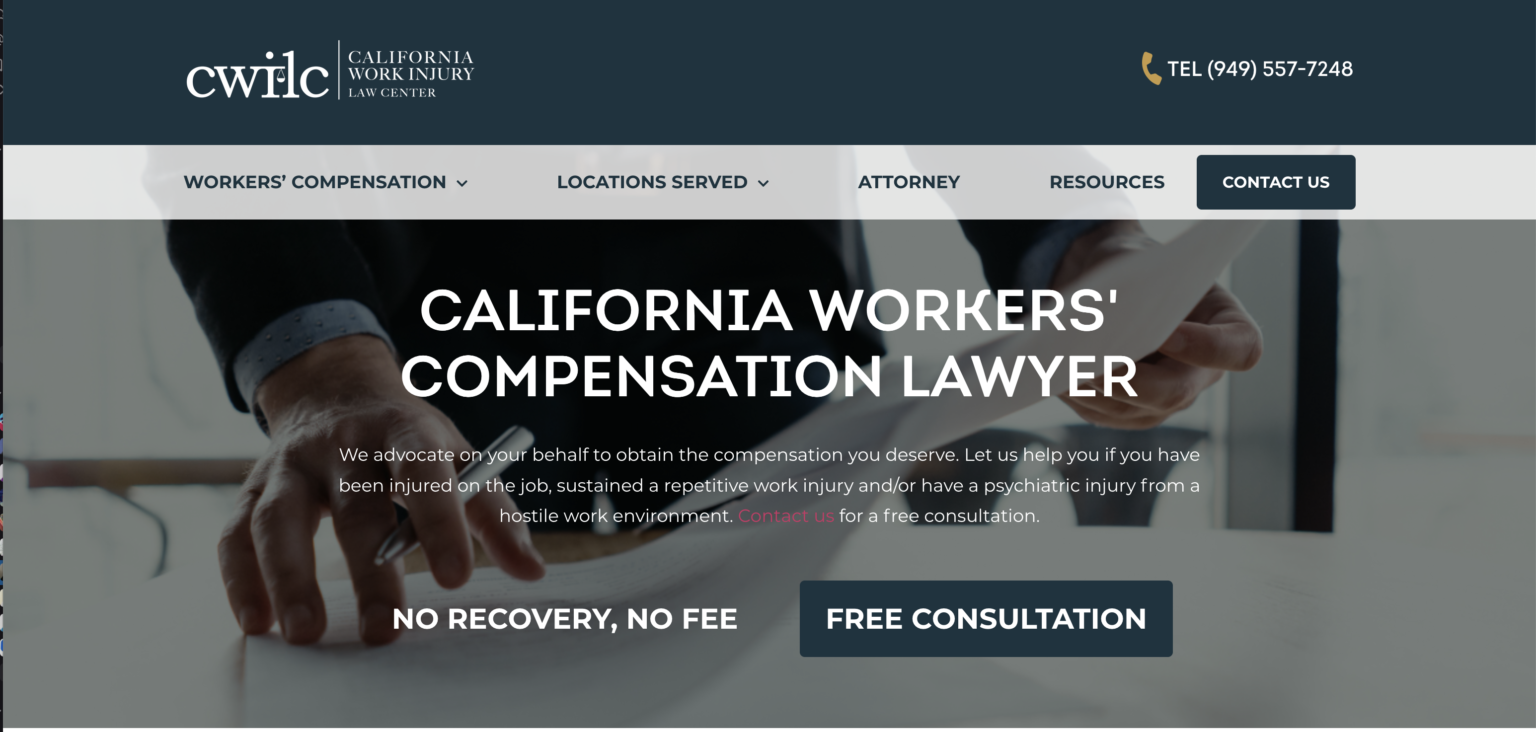 cwilc
CALIFORNIA
WORK INJURY
LAW CENTER
TEL (949) 557-7248
WORKERS’ COMPENSATION
LOCATIONS SERVED
ATTORNEY
RESOURCES
CONTACT US
CALIFORNIA WORKERS'
COMPENSATION LAWYER
We advocate on your behalf to obtain the compensation you deserve. Let us help you if you have
been injured on the job, sustained a repetitive work injury and/or have a psychiatric injury from a
hostile work environment. Contact us for a free consultation.
NO RECOVERY, NO FEE
FREE CONSULTATION